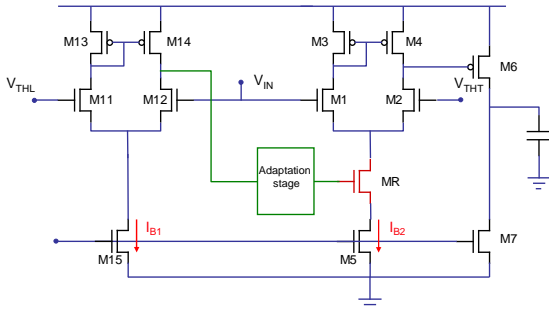 M13
M14
M3
M4
M6
V_THL
V_IN
M11
M12
M1
M2
V_THT
Adaptation
stage
MR
I_B1
I_B2
M15
M5
M7